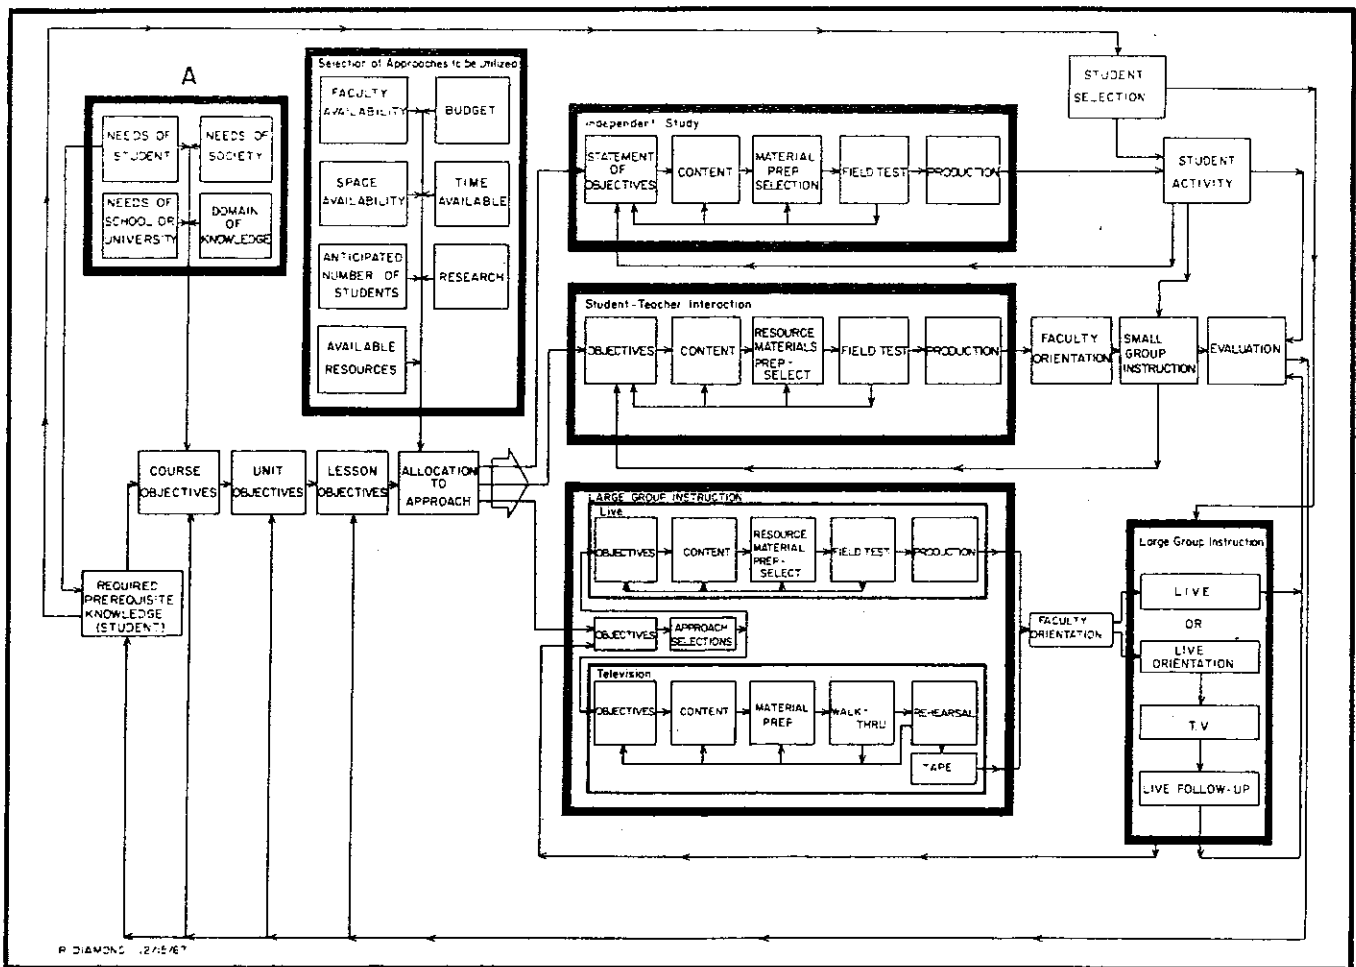 A
NEEDS OF
STUDENT
NEEDS OF
SOCIETY
NEEDS OF
SCHOOL OR
UNIVERSITY
DOMAIN
OF
KNOWLEDGE
Selection of Approaches to be Utilized
FACULTY
AVAILABILITY
BUDGET
SPACE
AVAILABILITY
TIME
AVAILABLE
ANTICIPATED
NUMBER OF
STUDENTS
RESEARCH
AVAILABLE
RESOURCES
COURSE
OBJECTIVES
UNIT
OBJECTIVES
LESSON
OBJECTIVES
ALLOCATION
TO
APPROACH
REQUIRED
PREREQUISITE
KNOWLEDGE
(STUDENT)
Independent Study
STATEMENT
OF
OBJECTIVES
CONTENT
MATERIAL
PREP
SELECTION
FIELD TEST
PRODUCTION
STUDENT
SELECTION
STUDENT
ACTIVITY
Student-Teacher Interaction
OBJECTIVES
CONTENT
RESOURCE
MATERIALS
PREP-
SELECT
FIELD TEST
PRODUCTION
FACULTY
ORIENTATION
SMALL
GROUP
INSTRUCTION
EVALUATION
LARGE GROUP INSTRUCTION
Live
OBJECTIVES
CONTENT
RESOURCE
MATERIAL
PREP-
SELECT
FIELD TEST
PRODUCTION
OBJECTIVES
APPROACH
SELECTIONS
Television
OBJECTIVES
CONTENT
MATERIAL
PREP
WALK-
THRU
REHEARSAL
TAPE
FACULTY
ORIENTATION
Large Group Instruction
LIVE
OR
LIVE
ORIENTATION
T.V
LIVE FOLLOW-UP
R DIAMOND